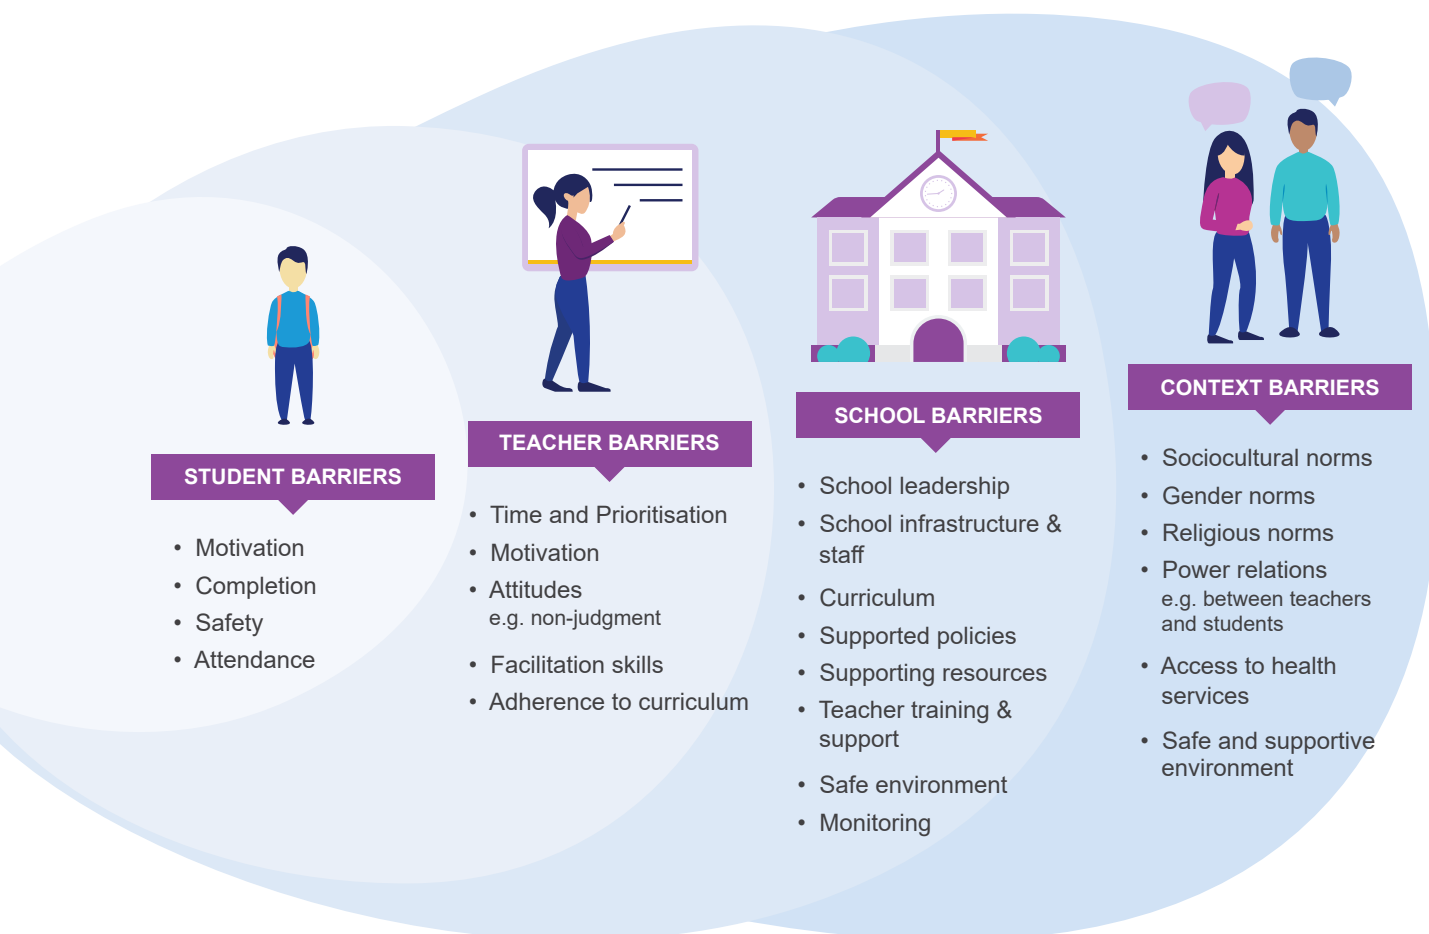 STUDENT BARRIERS
• Motivation
• Completion
• Safety
• Attendance
TEACHER BARRIERS
• Time and Prioritisation
• Motivation
• Attitudes
e.g. non-judgment
• Facilitation skills
• Adherence to curriculum
SCHOOL BARRIERS
• School leadership
• School infrastructure &
staff
• Curriculum
• Supported policies
• Supporting resources
• Teacher training &
support
• Safe environment
• Monitoring
CONTEXT BARRIERS
• Sociocultural norms
• Gender norms
• Religious norms
• Power relations
e.g. between teachers
and students
• Access to health
services
• Safe and supportive
environment